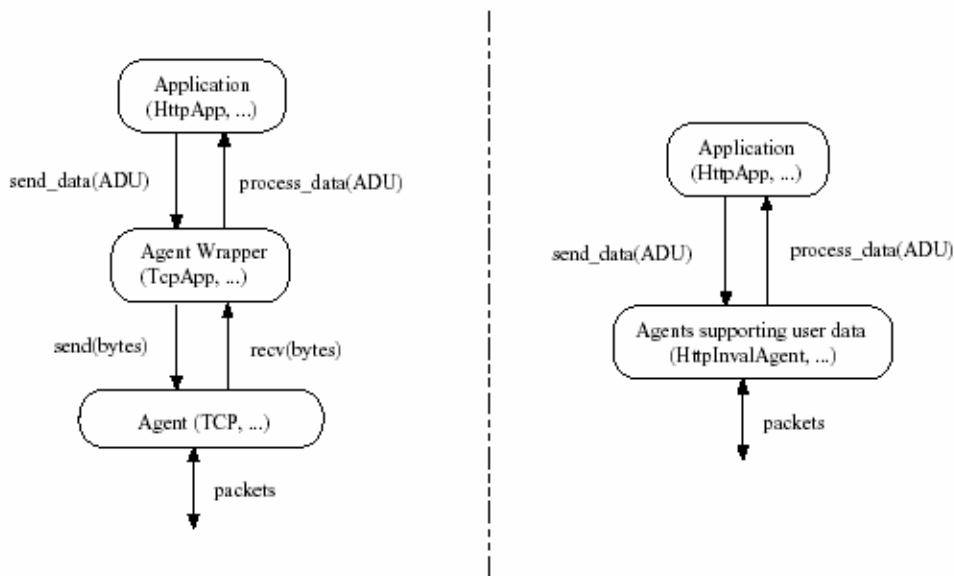 Application
(HttpApp, ...)
send_data(ADU)
process_data(ADU)
Agent Wrapper
(TcpApp, ...)
send(bytes)
recv(bytes)
Agent (TCP, ...)
packets
Application
(HttpApp, ...)
send_data(ADU)
process_data(ADU)
Agents supporting user data
(HttpInvalAgent, ...)
packets